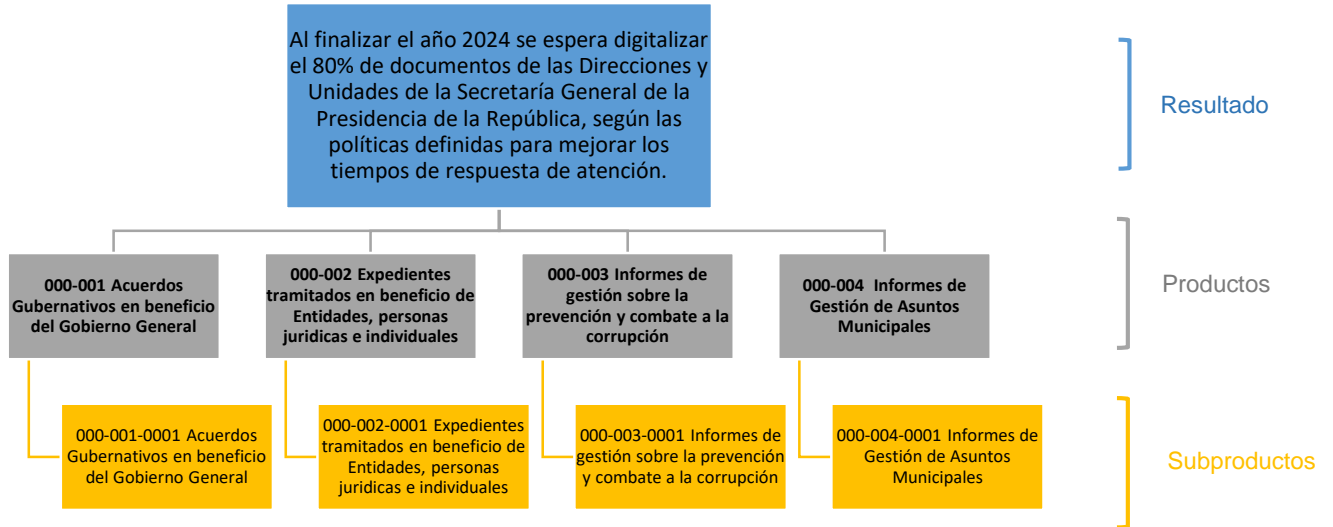 Al finalizar el año 2024 se espera digitalizar
el 80% de documentos de las Direcciones y
Unidades de la Secretaría General de la
Presidencia de la República, según las
políticas definidas para mejorar los
tiempos de respuesta de atención.
Resultado
000-001 Acuerdos
Gubernativos en beneficio
del Gobierno General
000-002 Expedientes
tramitados en beneficio de
Entidades, personas
juridicas e individuales
000-003 Informes de
gestión sobre la
prevención y combate a la
corrupción
000-004 Informes de
Gestión de Asuntos
Municipales
Productos
000-001-0001 Acuerdos
Gubernativos en beneficio
del Gobierno General
000-002-0001 Expedientes
tramitados en beneficio de
Entidades, personas
juridicas e individuales
000-003-0001 Informes de
gestión sobre la prevención
y combate a la corrupción
000-004-0001 Informes de
Gestión de Asuntos
Municipales
Subproductos